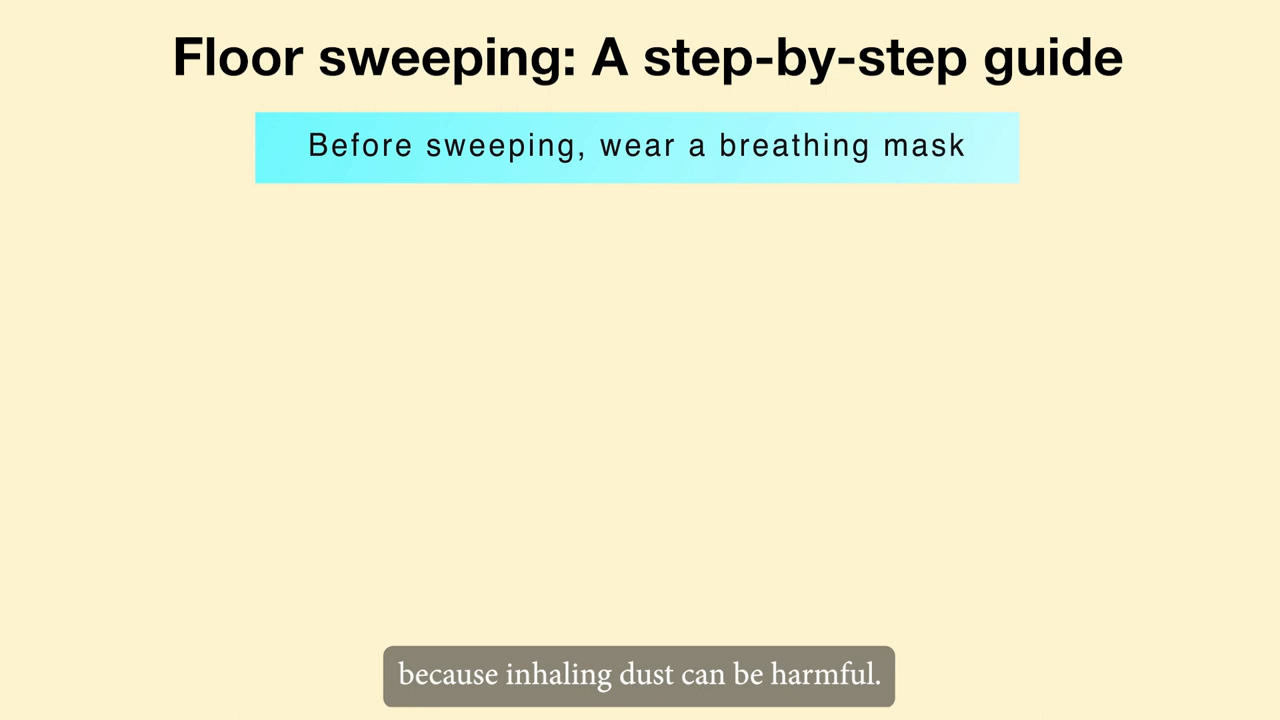 Floor sweeping: A step-by-step guide
Before sweeping, wear a breathing mask
because inhaling dust can be harmful.